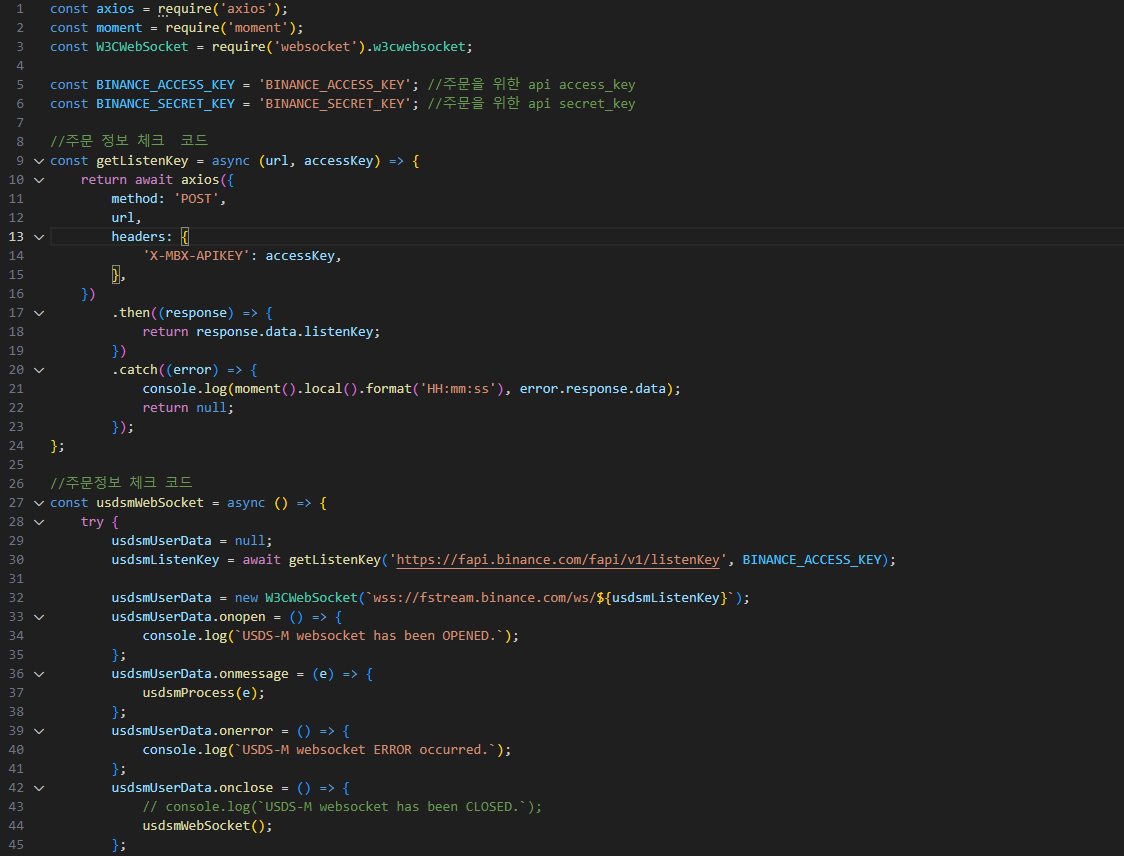 1 const axios = require('axios');
2 const moment = require('moment');
3 const W3CWebSocket = require('websocket').w3cwebsocket;
4
5 const BINANCE_ACCESS_KEY = 'BINANCE_ACCESS_KEY'; //주문을 위한 api access_key
6 const BINANCE_SECRET_KEY = 'BINANCE_SECRET_KEY'; //주문을 위한 api secret_key
7
8 //주문 정보 체크  코드
9 const getListenKey = async (url, accessKey) => {
10     return await axios({
11         method: 'POST',
12         url,
13         headers: {
14             'X-MBX-APIKEY': accessKey,
15         },
16     })
17         .then((response) => {
18             return response.data.listenKey;
19         })
20         .catch((error) => {
21             console.log(moment().local().format('HH:mm:ss'), error.response.data);
22             return null;
23         });
24 };
25
26 //주문정보 체크 코드
27 const usdsmWebSocket = async () => {
28     try {
29         usdsmUserData = null;
30         usdsmListenKey = await getListenKey('https://fapi.binance.com/fapi/v1/listenKey', BINANCE_ACCESS_KEY);
31
32         usdsmUserData = new W3CWebSocket(`wss://fstream.binance.com/ws/${usdsmListenKey}`);
33         usdsmUserData.onopen = () => {
34             console.log(`USDS-M websocket has been OPENED.`);
35         };
36         usdsmUserData.onmessage = (e) => {
37             usdsmProcess(e);
38         };
39         usdsmUserData.onerror = () => {
40             console.log(`USDS-M websocket ERROR occurred.`);
41         };
42         usdsmUserData.onclose = () => {
43             // console.log(`USDS-M websocket has been CLOSED.`);
44             usdsmWebSocket();
45         };